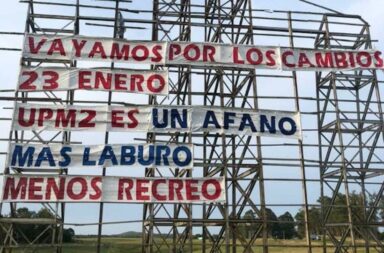 VAYAMOS POR LOS CAMBIOS
23 ENERO
UPM2 ES UN AFANO
MAS LABURO
MENOS RECREO